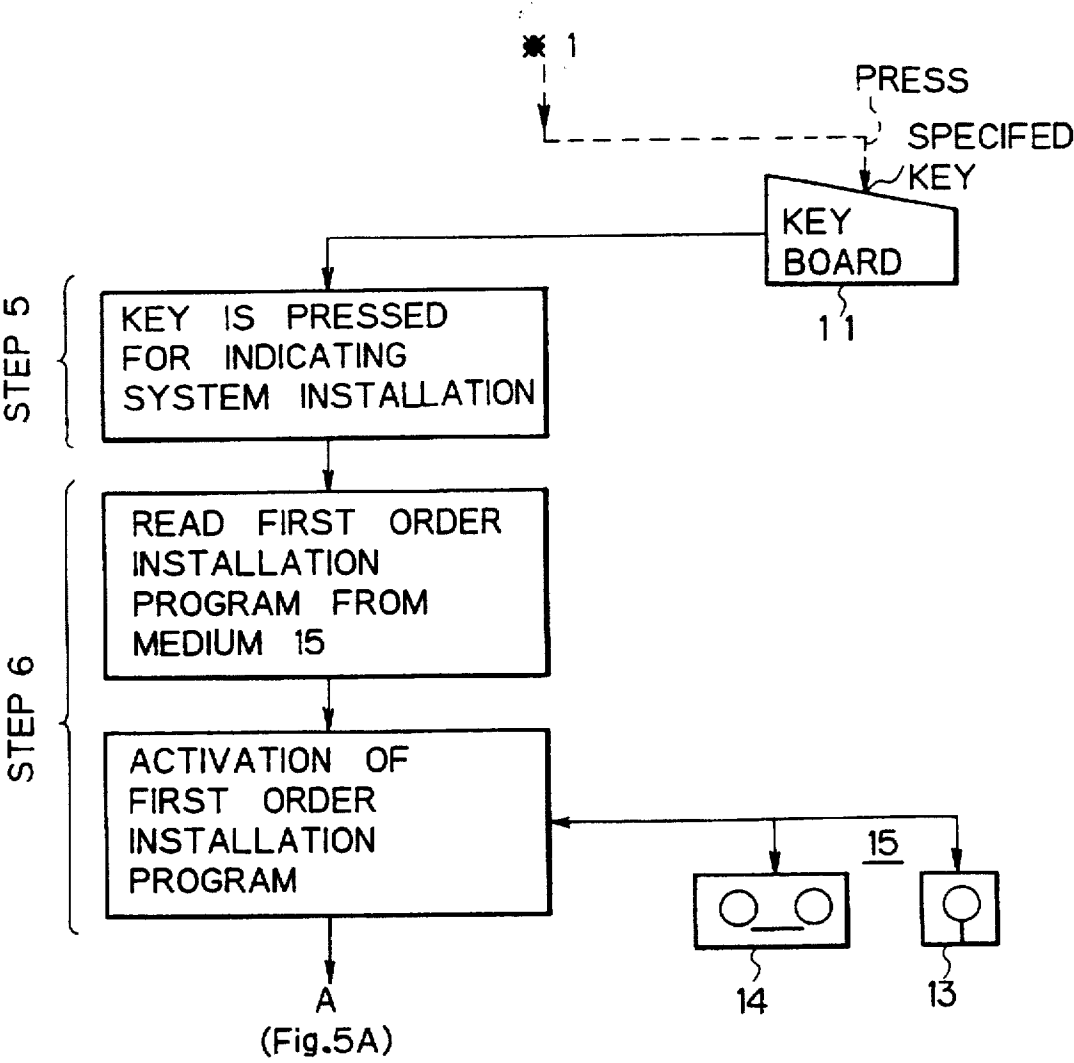 ※ 1
PRESS
SPECIFED
KEY
KEY
BOARD
11
STEP 5
KEY IS PRESSED
FOR INDICATING
SYSTEM INSTALLATION
STEP 6
READ FIRST ORDER
INSTALLATION
PROGRAM FROM
MEDIUM 15
ACTIVATION OF
FIRST ORDER
INSTALLATION
PROGRAM
15
14
13
A
(Fig.5A)